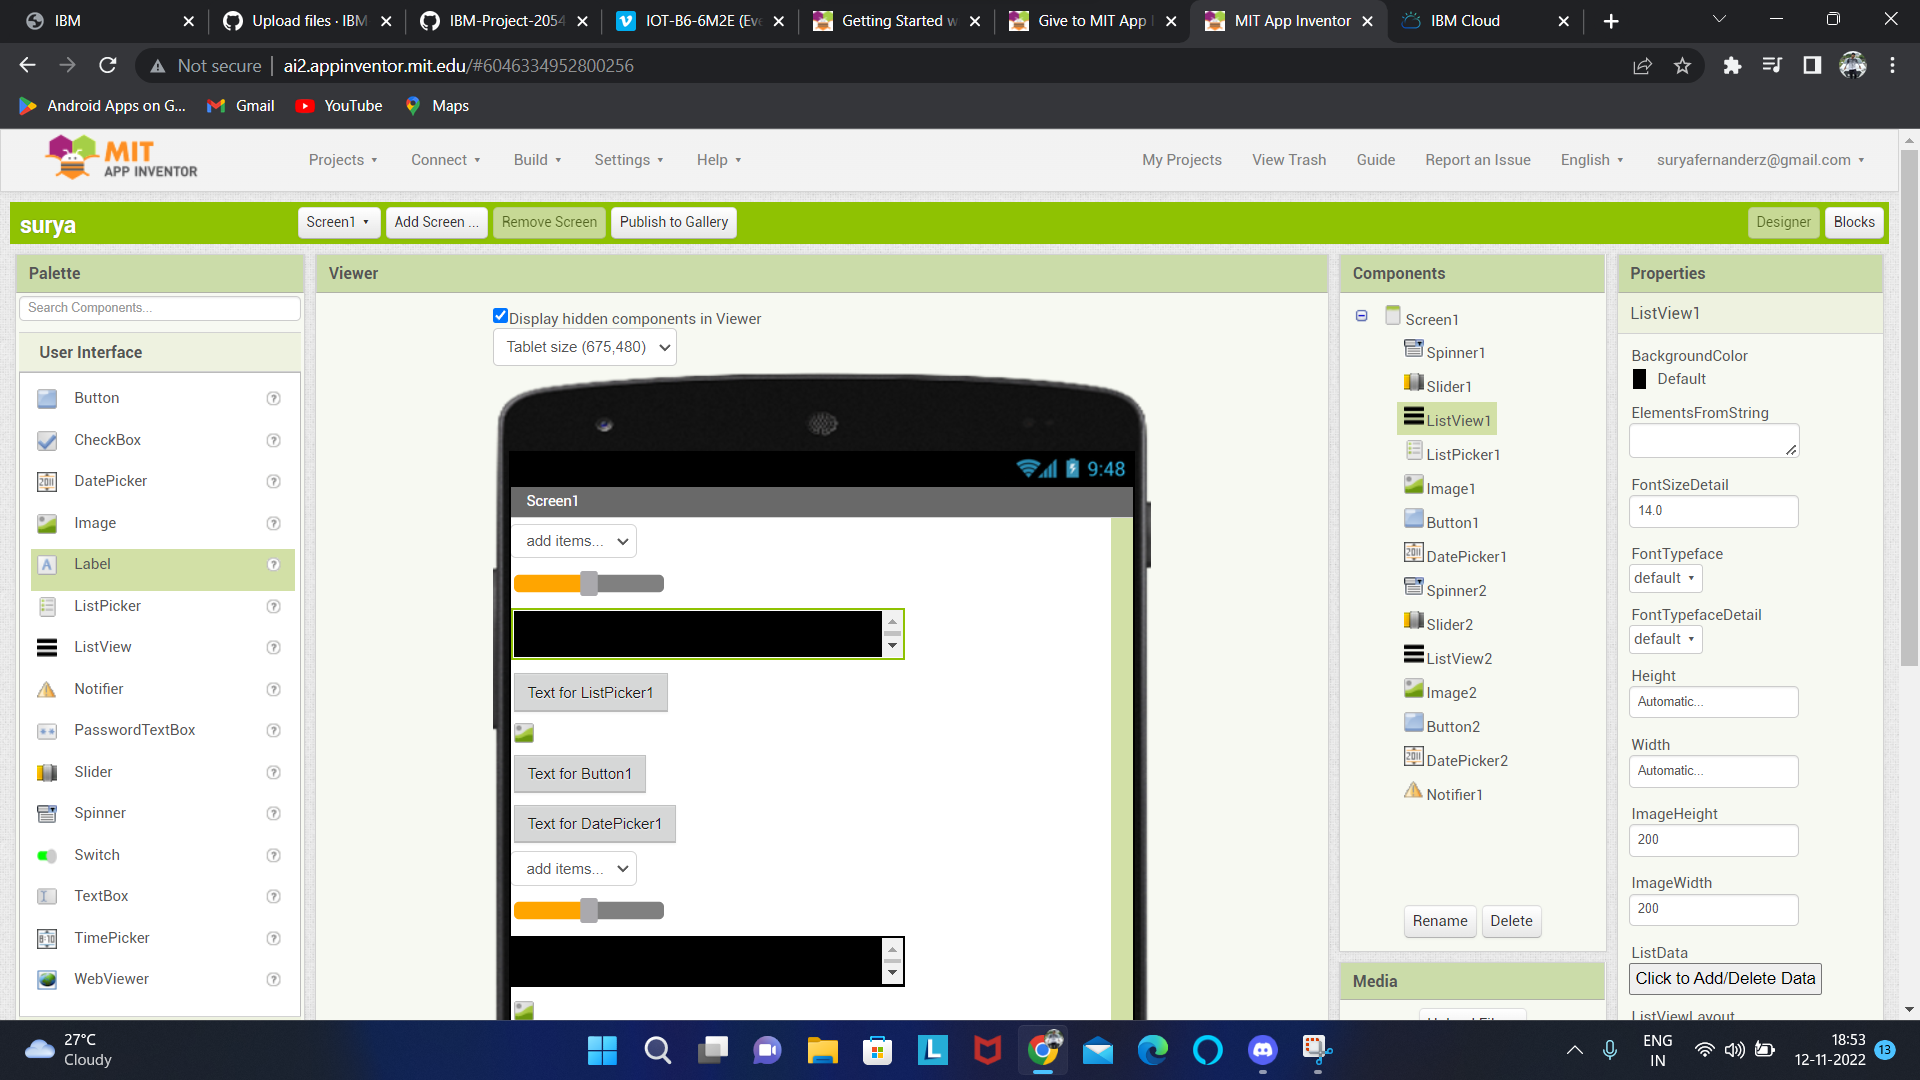 IBM
Upload files · IBM
IBM-Project-2054
IOT-B6-6M2E (Eve
Getting Started w
Give to MIT App I
MIT App Inventor
IBM Cloud
Not secure
ai2.appinventor.mit.edu/#6046334952800256
Android Apps on G...
Gmail
YouTube
Maps
MIT
APP INVENTOR
Projects
Connect
Build
Settings
Help
My Projects
View Trash
Guide
Report an Issue
English
suryafernanderz@gmail.com
surya
Screen1
Add Screen ...
Remove Screen
Publish to Gallery
Designer
Blocks
Palette
Search Components...
User Interface
Button
CheckBox
DatePicker
Image
Label
ListPicker
ListView
Notifier
PasswordTextBox
Slider
Spinner
Switch
TextBox
TimePicker
WebViewer
Viewer
Display hidden components in Viewer
Tablet size (675,480)
9:48
Screen1
add items...
Text for ListPicker1
Text for Button1
Text for DatePicker1
add items...
Components
Screen1
Spinner1
Slider1
ListView1
ListPicker1
Image1
Button1
DatePicker1
Spinner2
Slider2
ListView2
Image2
Button2
DatePicker2
Notifier1
Rename
Delete
Media
Properties
ListView1
BackgroundColor
Default
ElementsFromString
FontSizeDetail
14.0
FontTypeface
default
FontTypefaceDetail
default
Height
Automatic...
Width
Automatic...
ImageHeight
200
ImageWidth
200
ListData
Click to Add/Delete Data
ListViewLayout
27°C
Cloudy
ENG
IN
18:53
12-11-2022
13